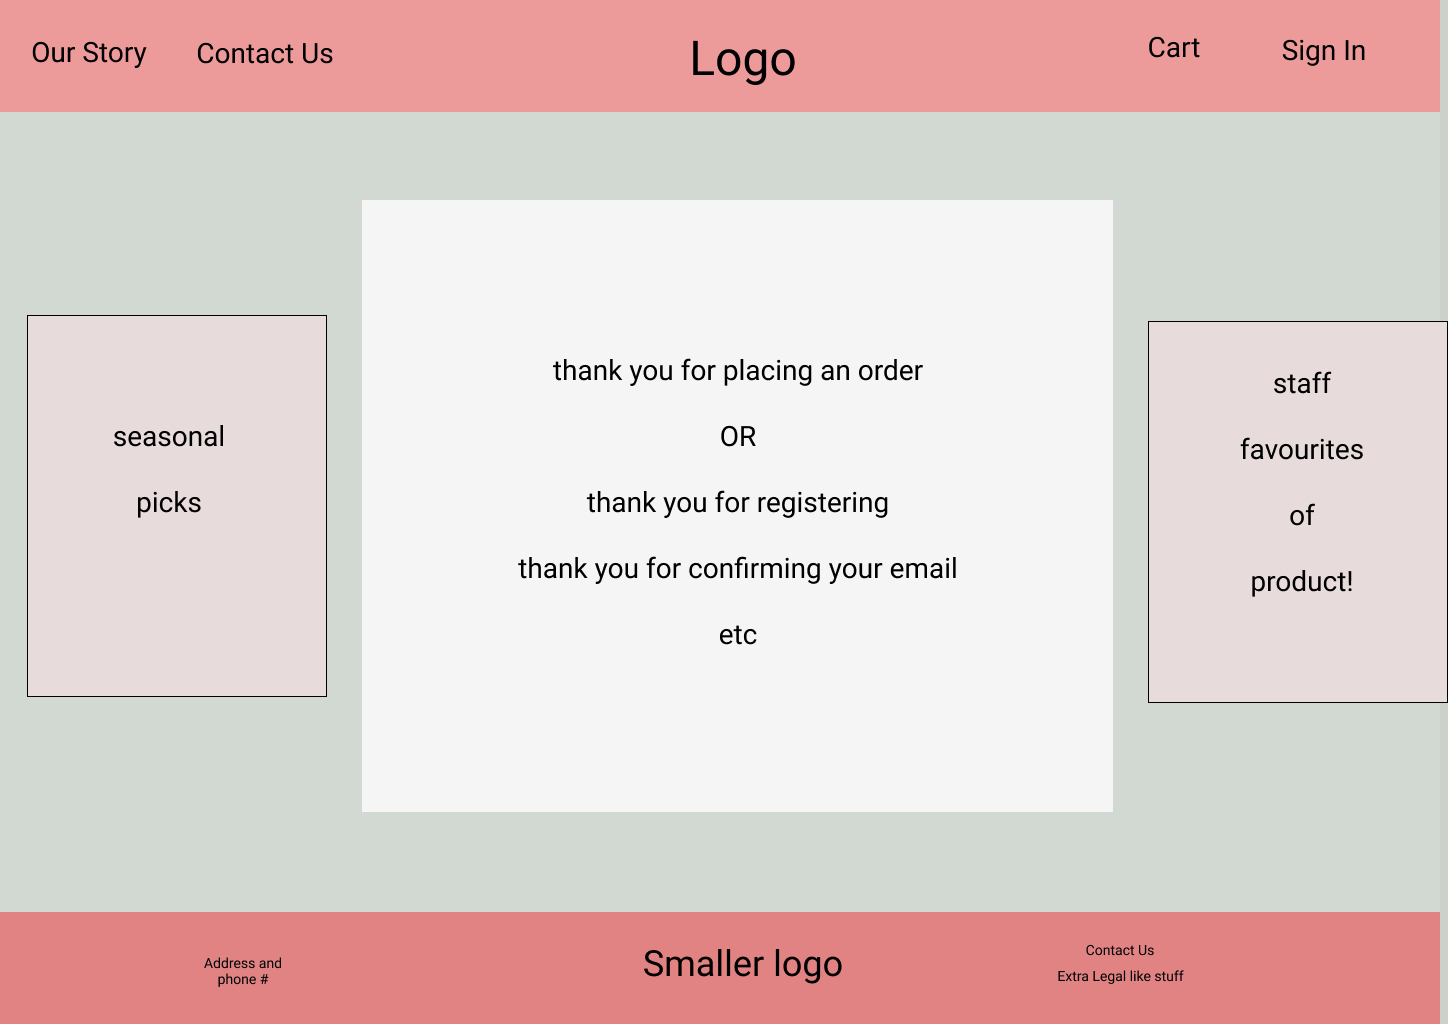 Our Story
Contact Us
Logo
Cart
Sign In
seasonal
picks
thank you for placing an order
OR
thank you for registering
thank you for confirming your email
etc
staff
favourites
of
product!
Address and
phone #
Smaller logo
Contact Us
Extra Legal like stuff